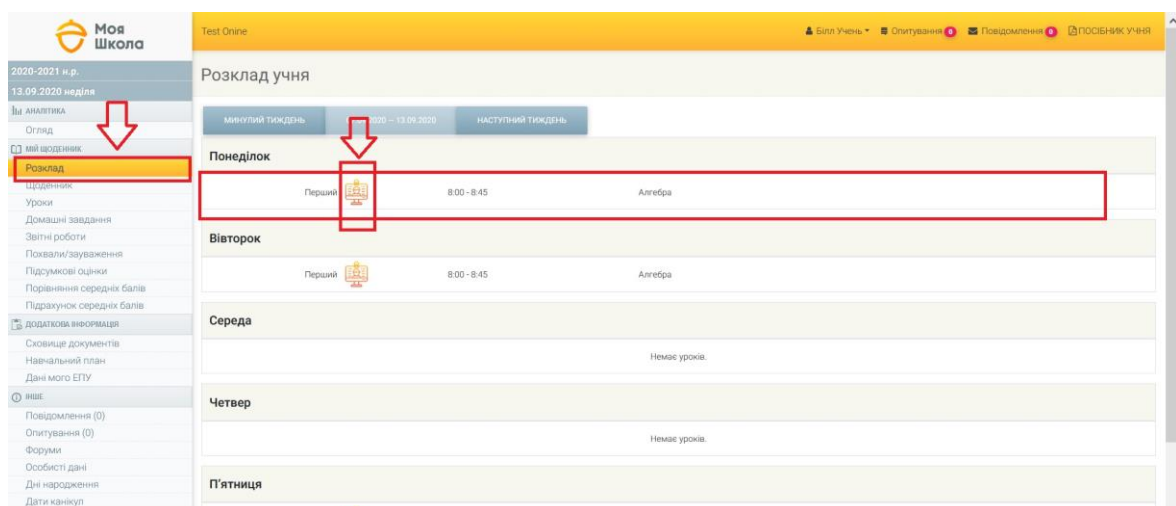 Моя
Школа
Test Onine
Білл Учень
Опитування 0
Повідомлення 0
ПОСІБНИК УЧНЯ
2020-2021 н.р.
13.09.2020 неділя
АНАЛІТИКА
Огляд
МІЙ ЩОДЕННИК
Розклад
Щоденник
Уроки
Домашні завдання
Звітні роботи
Похвали/зауваження
Підсумкові оцінки
Порівняння середніх балів
Підрахунок середніх балів
ДОДАТКОВА ІНФОРМАЦІЯ
Сховище документів
Навчальний план
Дані мого ЕПУ
ІНШЕ
Повідомлення (0)
Опитування (0)
Форуми
Особисті дані
Дні народження
Дати канікул
Розклад учня
МИНУЛИЙ ТИЖДЕНЬ
2020 – 13.09.2020
НАСТУПНИЙ ТИЖДЕНЬ
Понеділок
Перший 8:00 - 8:45 Алгебра
Вівторок
Перший 8:00 - 8:45 Алгебра
Середа
Немає уроків.
Четвер
Немає уроків.
П'ятниця